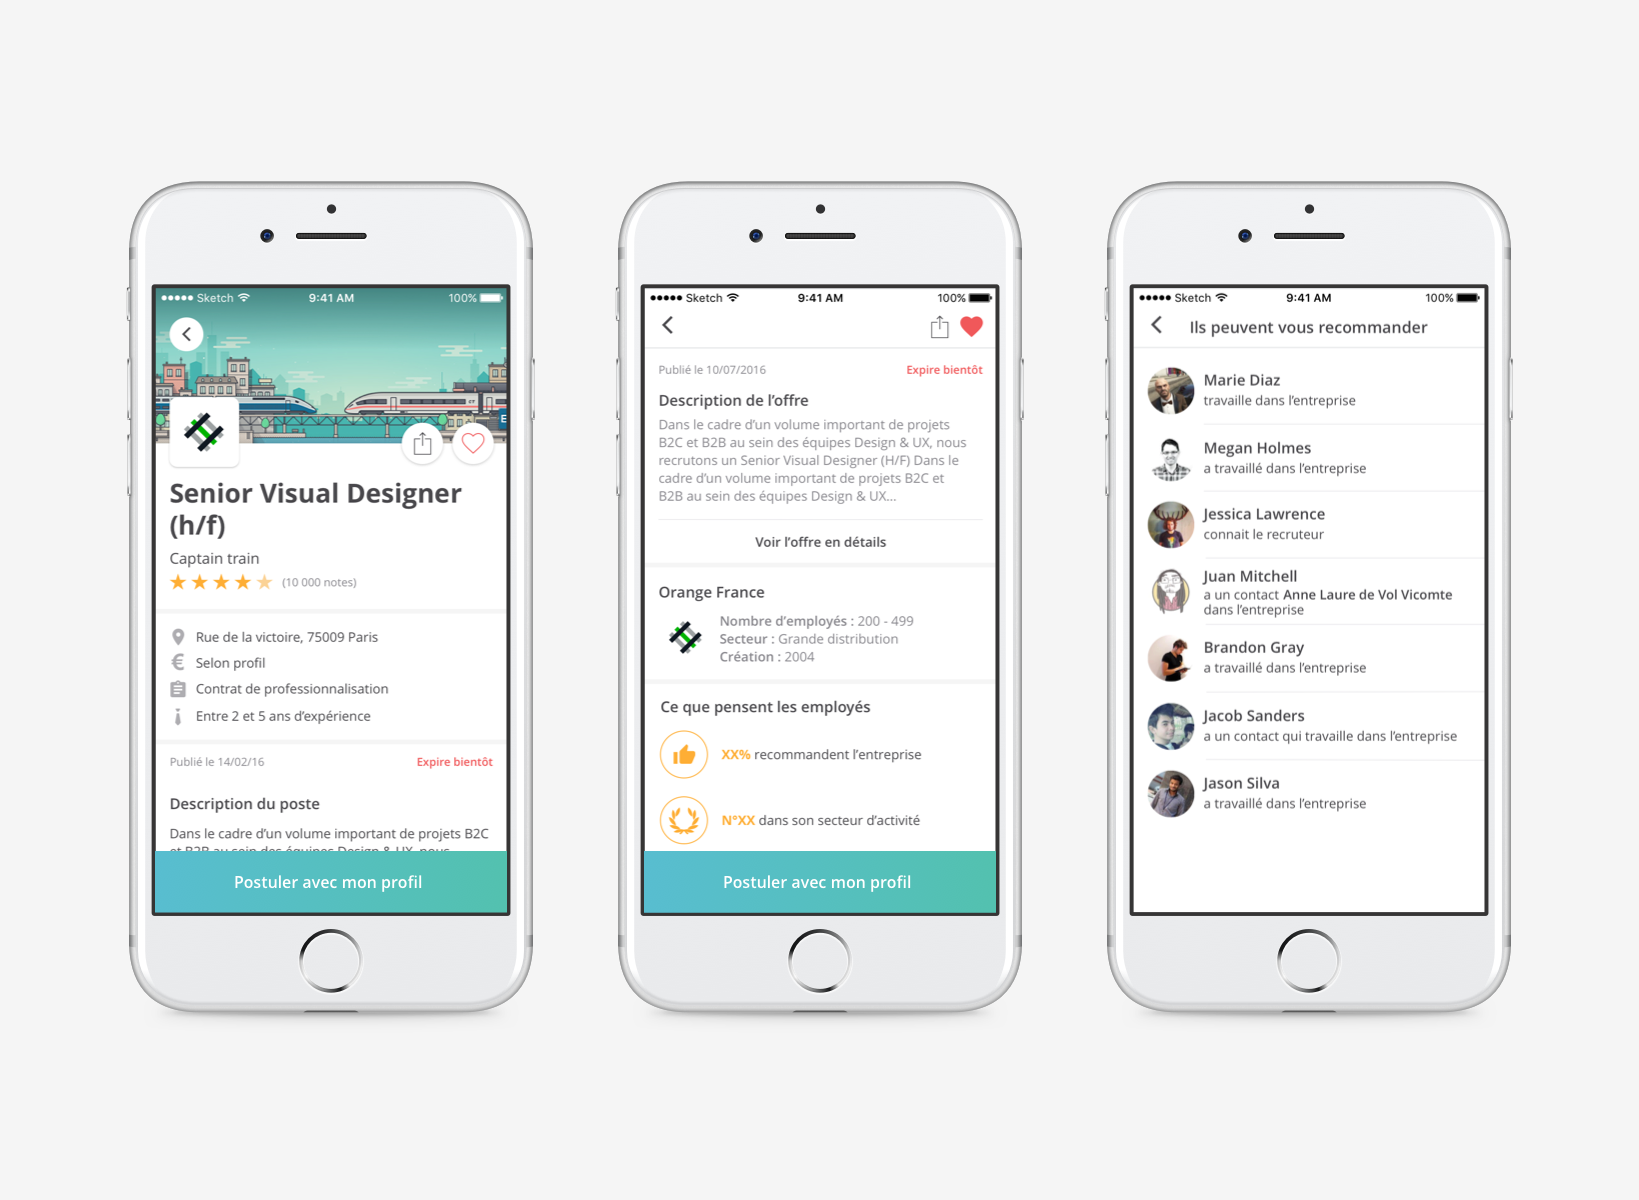 Sketch 9:41 AM 100%
Senior Visual Designer
(h/f)
Captain train
(10 000 notes)
Rue de la victoire, 75009 Paris
Selon profil
Contrat de professionnalisation
Entre 2 et 5 ans d’expérience
Publié le 14/02/16 Expire bientôt
Description du poste
Dans le cadre d’un volume important de projets B2C
et B2B au sein des équipes Design & UX, nous
Postuler avec mon profil
Sketch 9:41 AM 100%
Publié le 10/07/2016 Expire bientôt
Description de l’offre
Dans le cadre d’un volume important de projets
B2C et B2B au sein des équipes Design & UX, nous
recrutons un Senior Visual Designer (H/F) Dans le
cadre d’un volume important de projets B2C et
B2B au sein des équipes Design & UX...
Voir l’offre en détails
Orange France
Nombre d’employés : 200 - 499
Secteur : Grande distribution
Création : 2004
Ce que pensent les employés
XX% recommandent l’entreprise
N°XX dans son secteur d’activité
Postuler avec mon profil
Sketch 9:41 AM 100%
Ils peuvent vous recommander
Marie Diaz
travaille dans l’entreprise
Megan Holmes
a travaillé dans l’entreprise
Jessica Lawrence
connait le recruteur
Juan Mitchell
a un contact Anne Laure de Vol Vicomte
dans l’entreprise
Brandon Gray
a travaillé dans l’entreprise
Jacob Sanders
a un contact qui travaille dans l’entreprise
Jason Silva
a travaillé dans l’entreprise